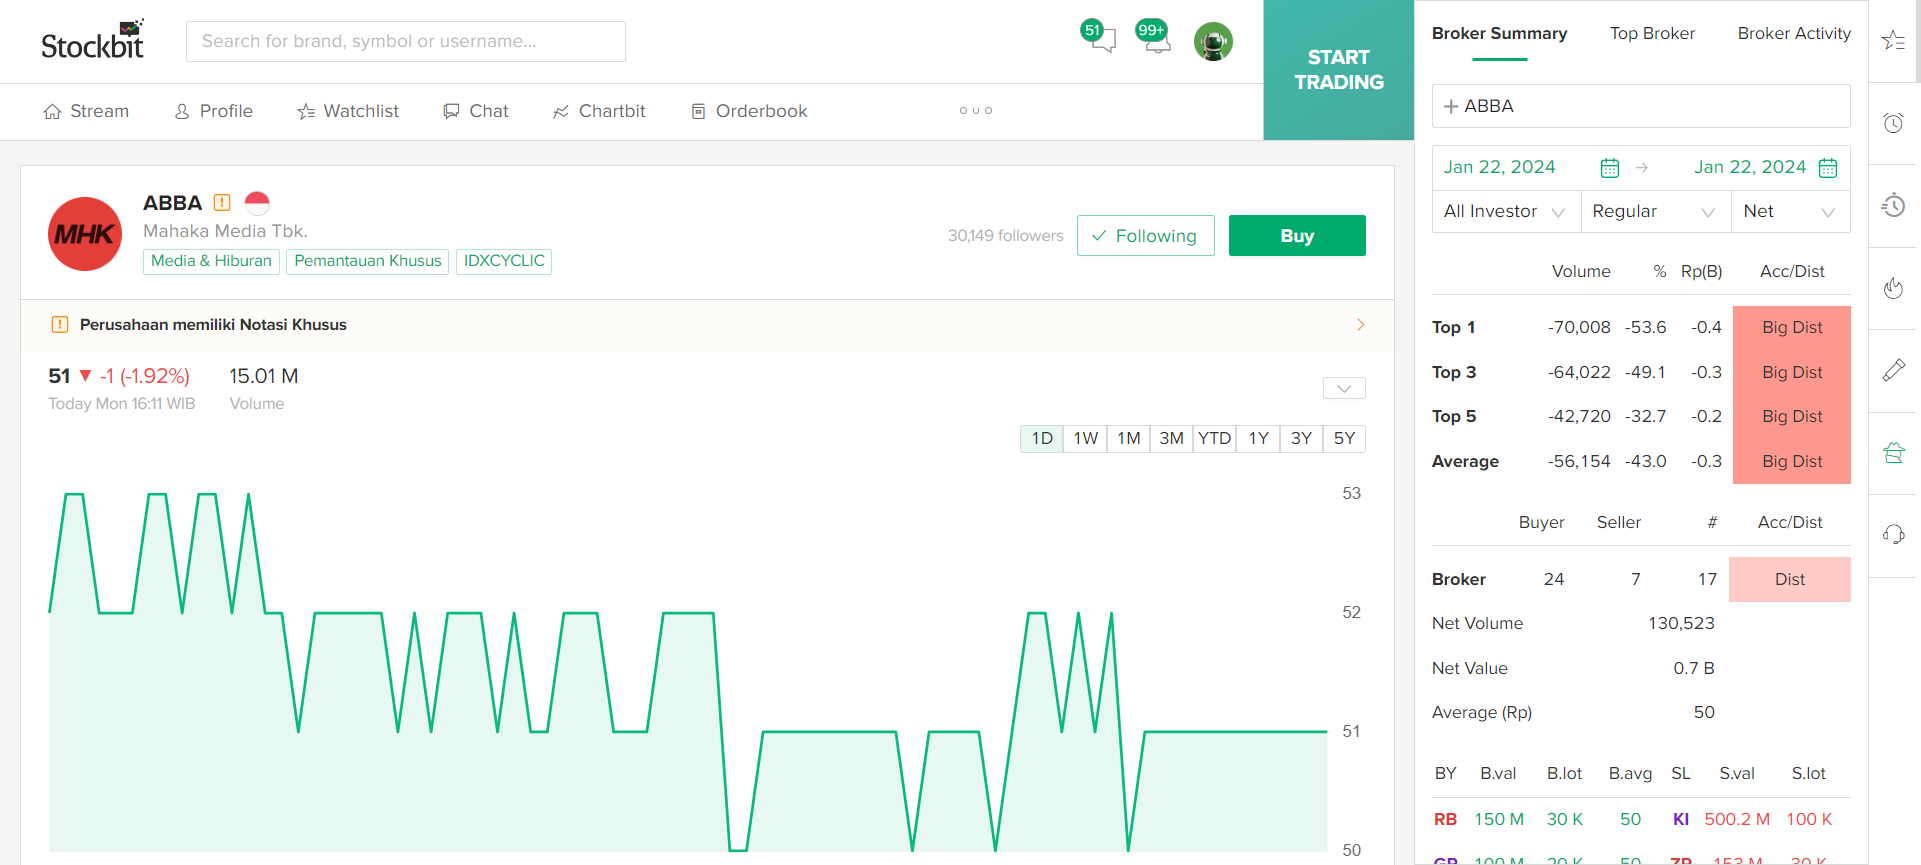 Stockbit
Search for brand, symbol or username...
51
99+
START
TRADING
Stream
Profile
Watchlist
Chat
Chartbit
Orderbook
MHK
ABBA
Mahaka Media Tbk.
Media & Hiburan
Pemantauan Khusus
IDXCYCLIC
30,149 followers
Following
Buy
Perusahaan memiliki Notasi Khusus
51 ▼ -1 (-1.92%)
15.01 M
Today Mon 16:11 WIB
Volume
1D 1W 1M 3M YTD 1Y 3Y 5Y
53
52
51
50
Broker Summary
Top Broker
Broker Activity
+ ABBA
Jan 22, 2024 → Jan 22, 2024
All Investor
Regular
Net
Volume % Rp(B) Acc/Dist
Top 1 -70,008 -53.6 -0.4 Big Dist
Top 3 -64,022 -49.1 -0.3 Big Dist
Top 5 -42,720 -32.7 -0.2 Big Dist
Average -56,154 -43.0 -0.3 Big Dist
Buyer Seller # Acc/Dist
Broker 24 7 17 Dist
Net Volume 130,523
Net Value 0.7 B
Average (Rp) 50
BY B.val B.lot B.avg SL S.val S.lot
RB 150 M 30 K 50 KI 500.2 M 100 K